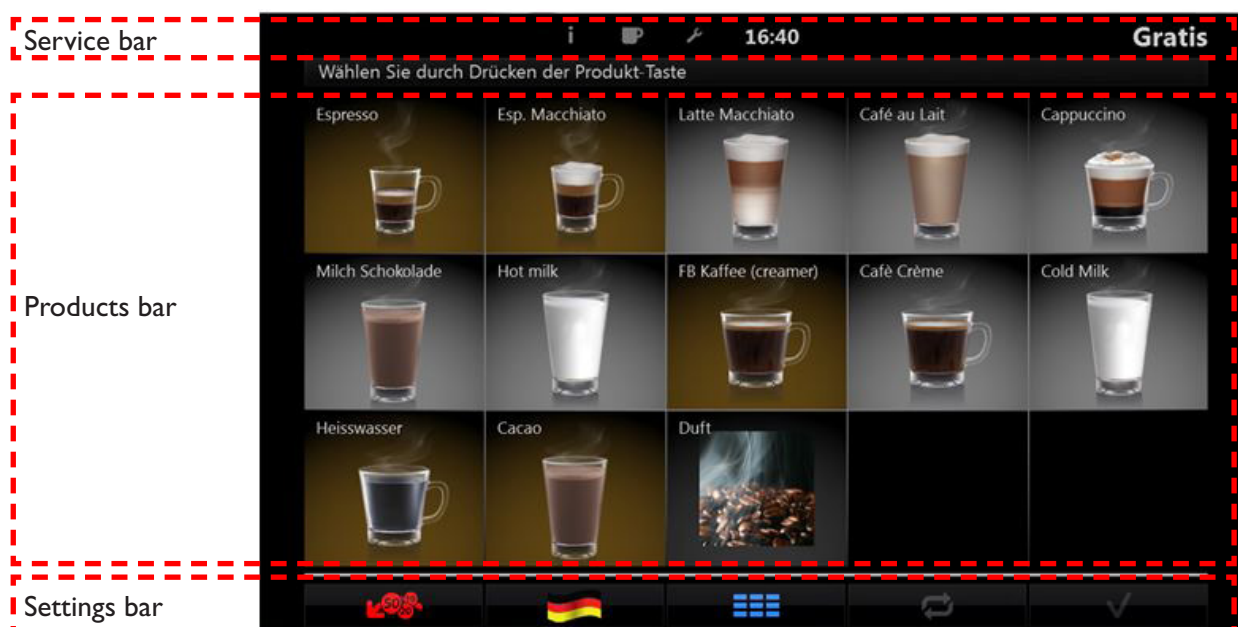 Service bar
i 16:40 Gratis
Wählen Sie durch Drücken der Produkt-Taste
Products bar
Espresso Esp. Macchiato Latte Macchiato Café au Lait Cappuccino
Milch Schokolade Hot milk FB Kaffee (creamer) Cafè Crème Cold Milk
Heisswasser Cacao Duft
Settings bar
50